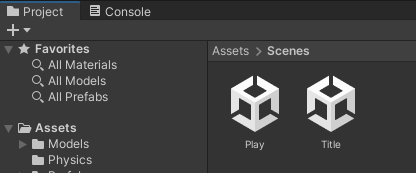 Project Console
Favorites
All Materials
All Models
All Prefabs
Assets
Models
Physics
Assets > Scenes
Play Title